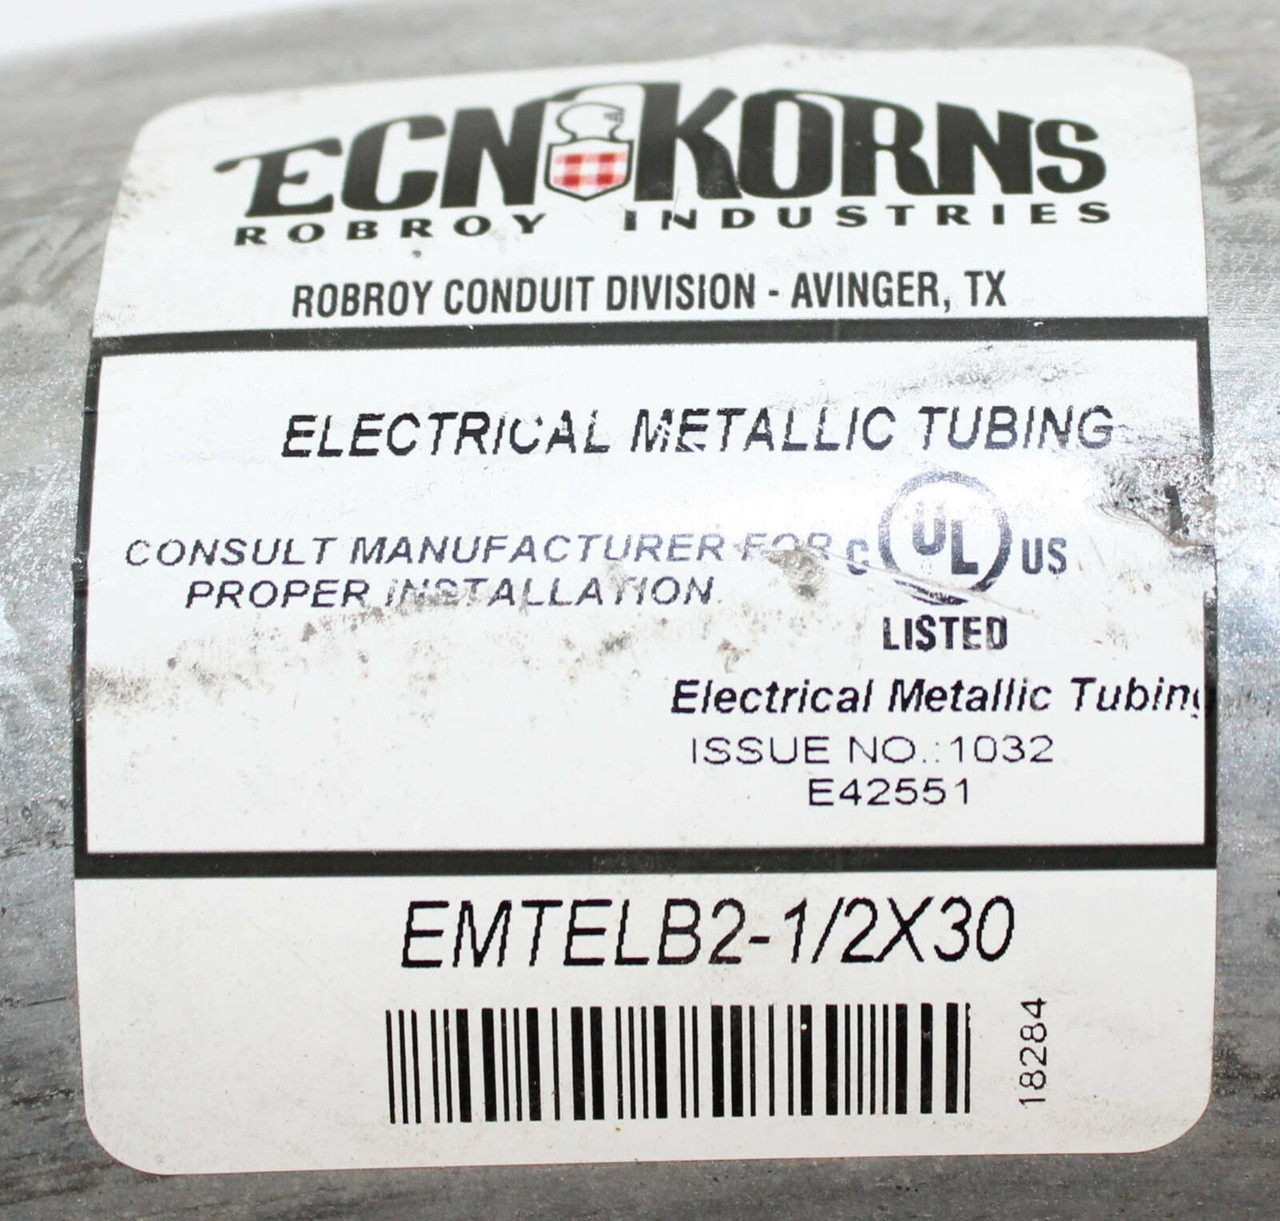 ECN KORNS
ROBROY INDUSTRIES
ROBROY CONDUIT DIVISION - AVINGER, TX
ELECTRICAL METALLIC TUBING
CONSULT MANUFACTURER FOR
PROPER INSTALLATION.
C UL US
LISTED
Electrical Metallic Tubing
ISSUE NO.:1032
E42551
EMTELB2-1/2X30
18284